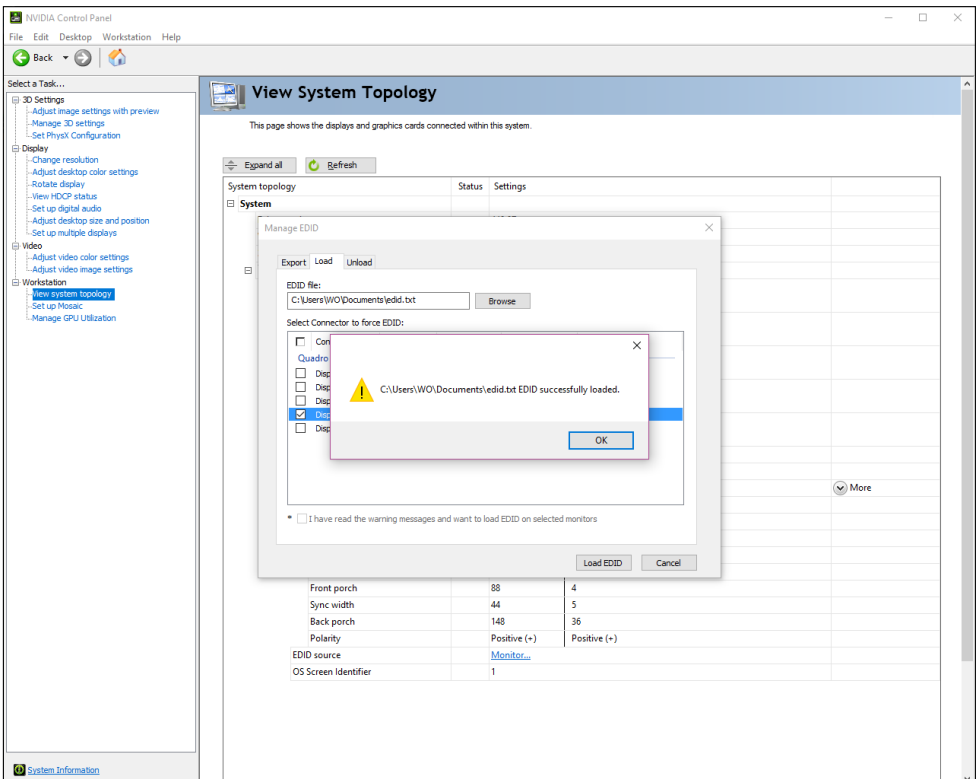 NVIDIA Control Panel
File Edit Desktop Workstation Help
Back
Select a Task...
3D Settings
Adjust image settings with preview
Manage 3D settings
Set PhysX Configuration
Display
Change resolution
Adjust desktop color settings
Rotate display
View HDCP status
Set up digital audio
Adjust desktop size and position
Set up multiple displays
Video
Adjust video color settings
Adjust video image settings
Workstation
View system topology
Set up Mosaic
Manage GPU Utilization
System Information
View System Topology
This page shows the displays and graphics cards connected within this system.
Expand all Refresh
System topology Status Settings
System
Manage EDID
Export Load Unload
EDID file:
C:\Users\WO\Documents\edid.txt Browse
Select Connector to force EDID:
Con
Quadro
Disp
Disp
Disp
Disp
Disp
C:\Users\WO\Documents\edid.txt EDID successfully loaded.
OK
More
* I have read the warning messages and want to load EDID on selected monitors
Load EDID Cancel
Front porch 88 4
Sync width 44 5
Back porch 148 36
Polarity Positive (+) Positive (+)
EDID source Monitor...
OS Screen Identifier 1